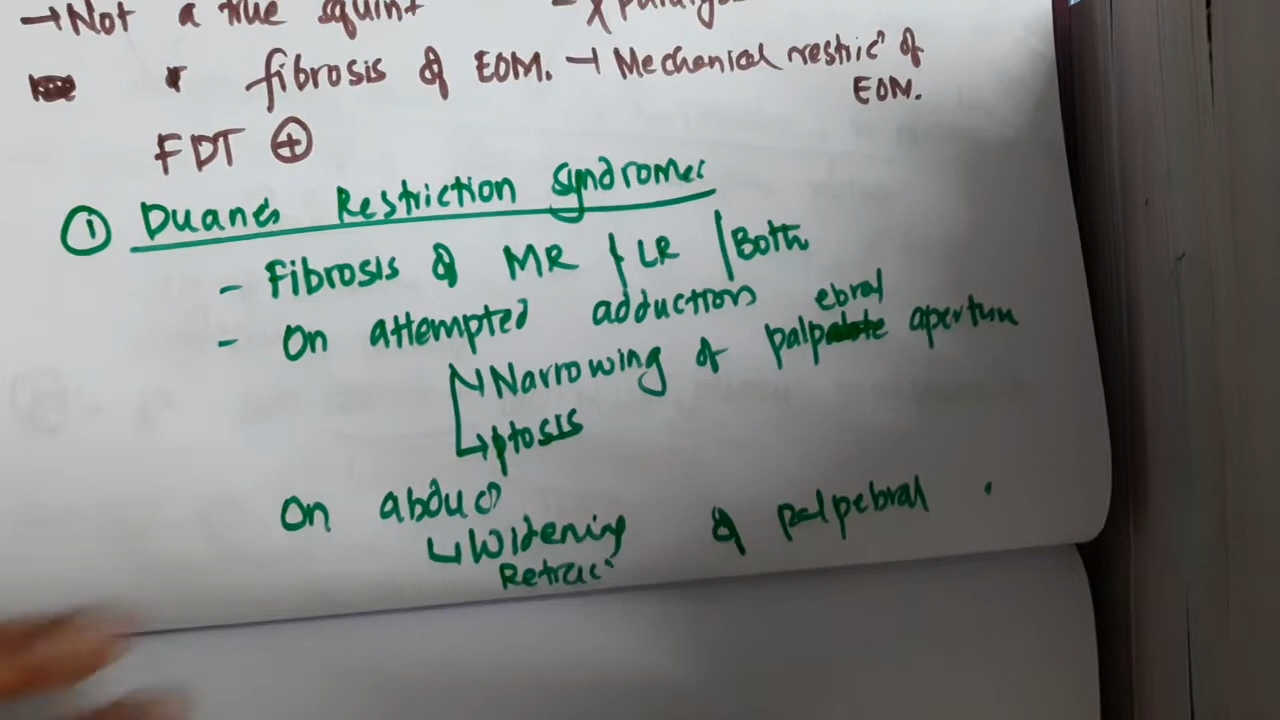 →Not a true squint - X
fibrosis of EOM. → Mechanical restric" of
EOM.
FDT ⊕
① Duane's Restriction syndromes
- Fibrosis of MR / LR / Both
- On attempted adduction
→ Narrowing of palpebral aperture
→ ptosis
On abduc"
↳ Widening of palpebral
Retrac"